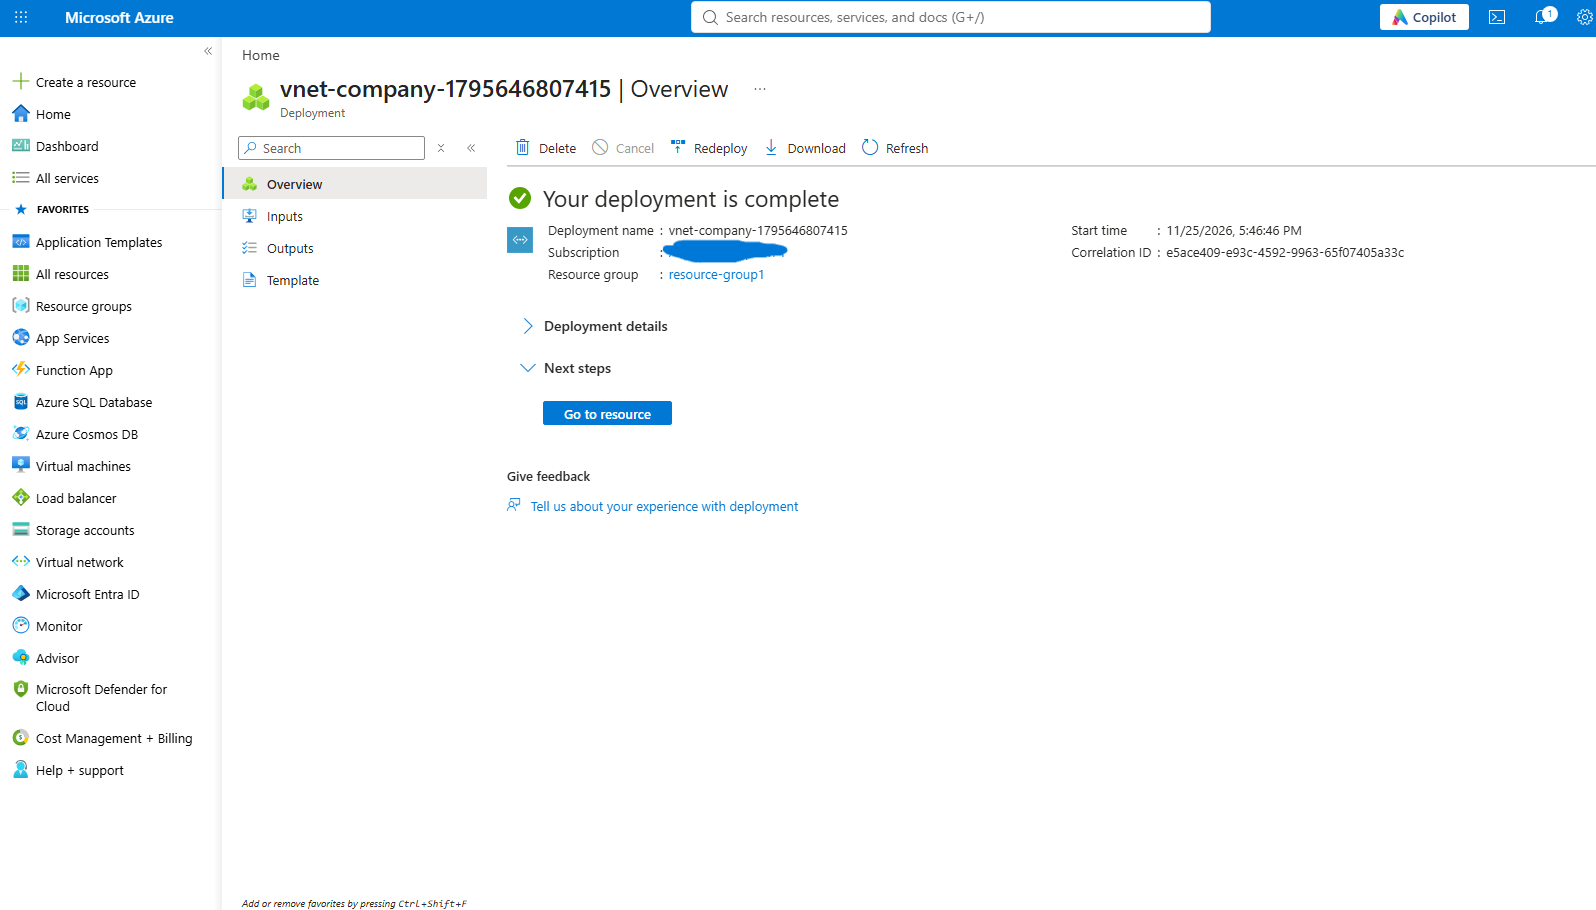 Microsoft Azure
Search resources, services, and docs (G+/)
Copilot
1
Create a resource
Home
Dashboard
All services
FAVORITES
Application Templates
All resources
Resource groups
App Services
Function App
SQL
Azure SQL Database
Azure Cosmos DB
Virtual machines
Load balancer
Storage accounts
Virtual network
Microsoft Entra ID
Monitor
Advisor
Microsoft Defender for
Cloud
Cost Management + Billing
Help + support
Home
vnet-company-1795646807415 | Overview
Deployment
Search
Overview
Inputs
Outputs
Template
Add or remove favorites by pressing Ctrl+Shift+F
Delete
Cancel
Redeploy
Download
Refresh
Your deployment is complete
Deployment name : vnet-company-1795646807415
Subscription :
Resource group : resource-group1
Start time : 11/25/2026, 5:46:46 PM
Correlation ID : e5ace409-e93c-4592-9963-65f07405a33c
Deployment details
Next steps
Go to resource
Give feedback
Tell us about your experience with deployment